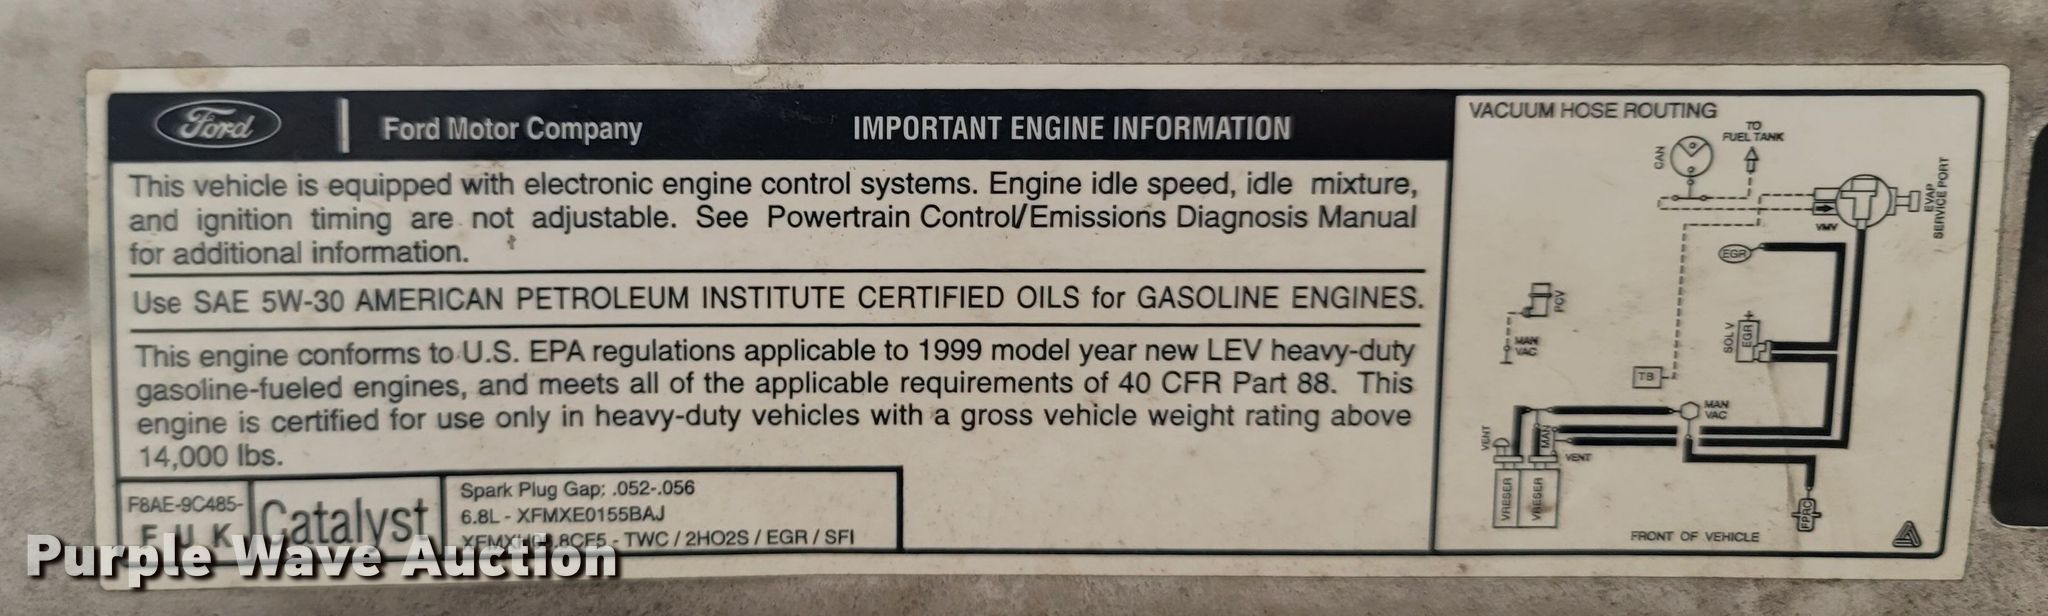 Ford
Ford Motor Company
IMPORTANT ENGINE INFORMATION
This vehicle is equipped with electronic engine control systems. Engine idle speed, idle mixture,
and ignition timing are not adjustable. See Powertrain Control/Emissions Diagnosis Manual
for additional information.
Use SAE 5W-30 AMERICAN PETROLEUM INSTITUTE CERTIFIED OILS for GASOLINE ENGINES.
This engine conforms to U.S. EPA regulations applicable to 1999 model year new LEV heavy-duty
gasoline-fueled engines, and meets all of the applicable requirements of 40 CFR Part 88. This
engine is certified for use only in heavy-duty vehicles with a gross vehicle weight rating above
14,000 lbs.
F8AE-9C485-
F U K
Catalyst
Spark Plug Gap: .052-.056
6.8L - XFMXE0155BAJ
- TWC / 2HO2S / EGR / SFI
VACUUM HOSE ROUTING
TO
FUEL TANK
CAN
EVAP
SERVICE PORT
VMV
EGR
PCV
MAN
VAC
SOL V
EGR
TB
MAN
VAC
VENT
MAN
VENT
VRESER
VRESER
FPRC
FRONT OF VEHICLE
Purple Wave Auction